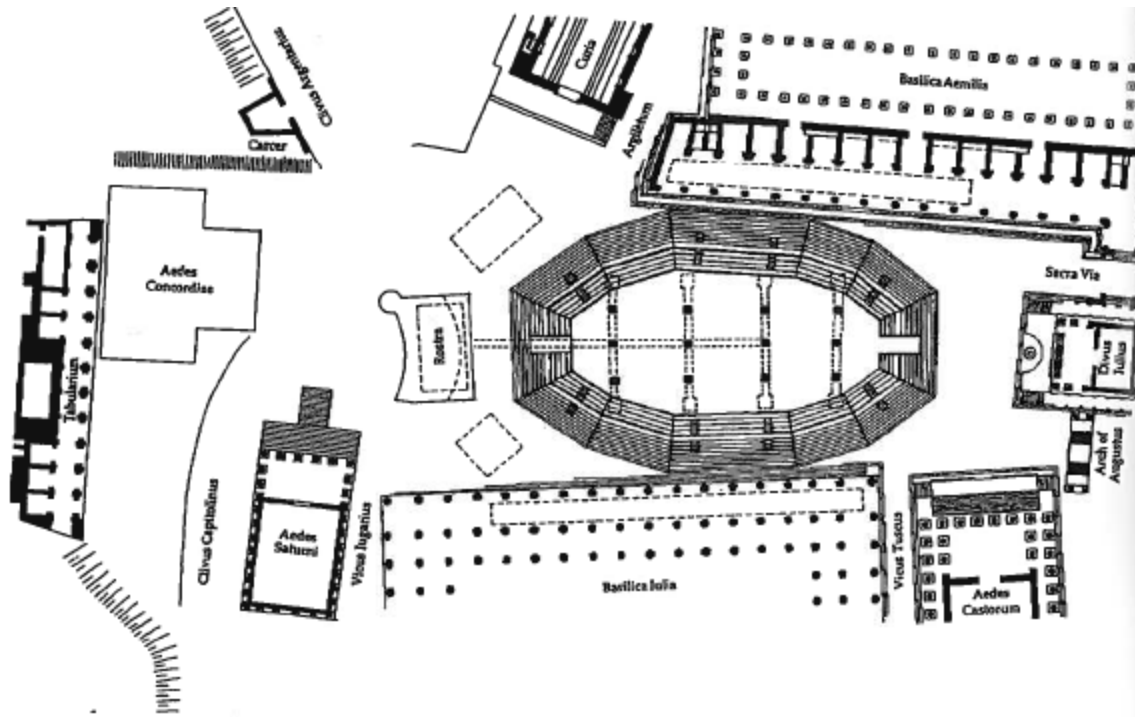 Clivus Argentarius
Carcer
Curia
Argiletum
Basilica Aemilia
Aedes
Concordiae
Tabularium
Rostra
Sacra Via
Divus
Iulius
Arch of
Augustus
Clivus Capitolinus
Aedes
Saturni
Vicus Iugarius
Basilica Iulia
Vicus Tuscus
Aedes
Castorum